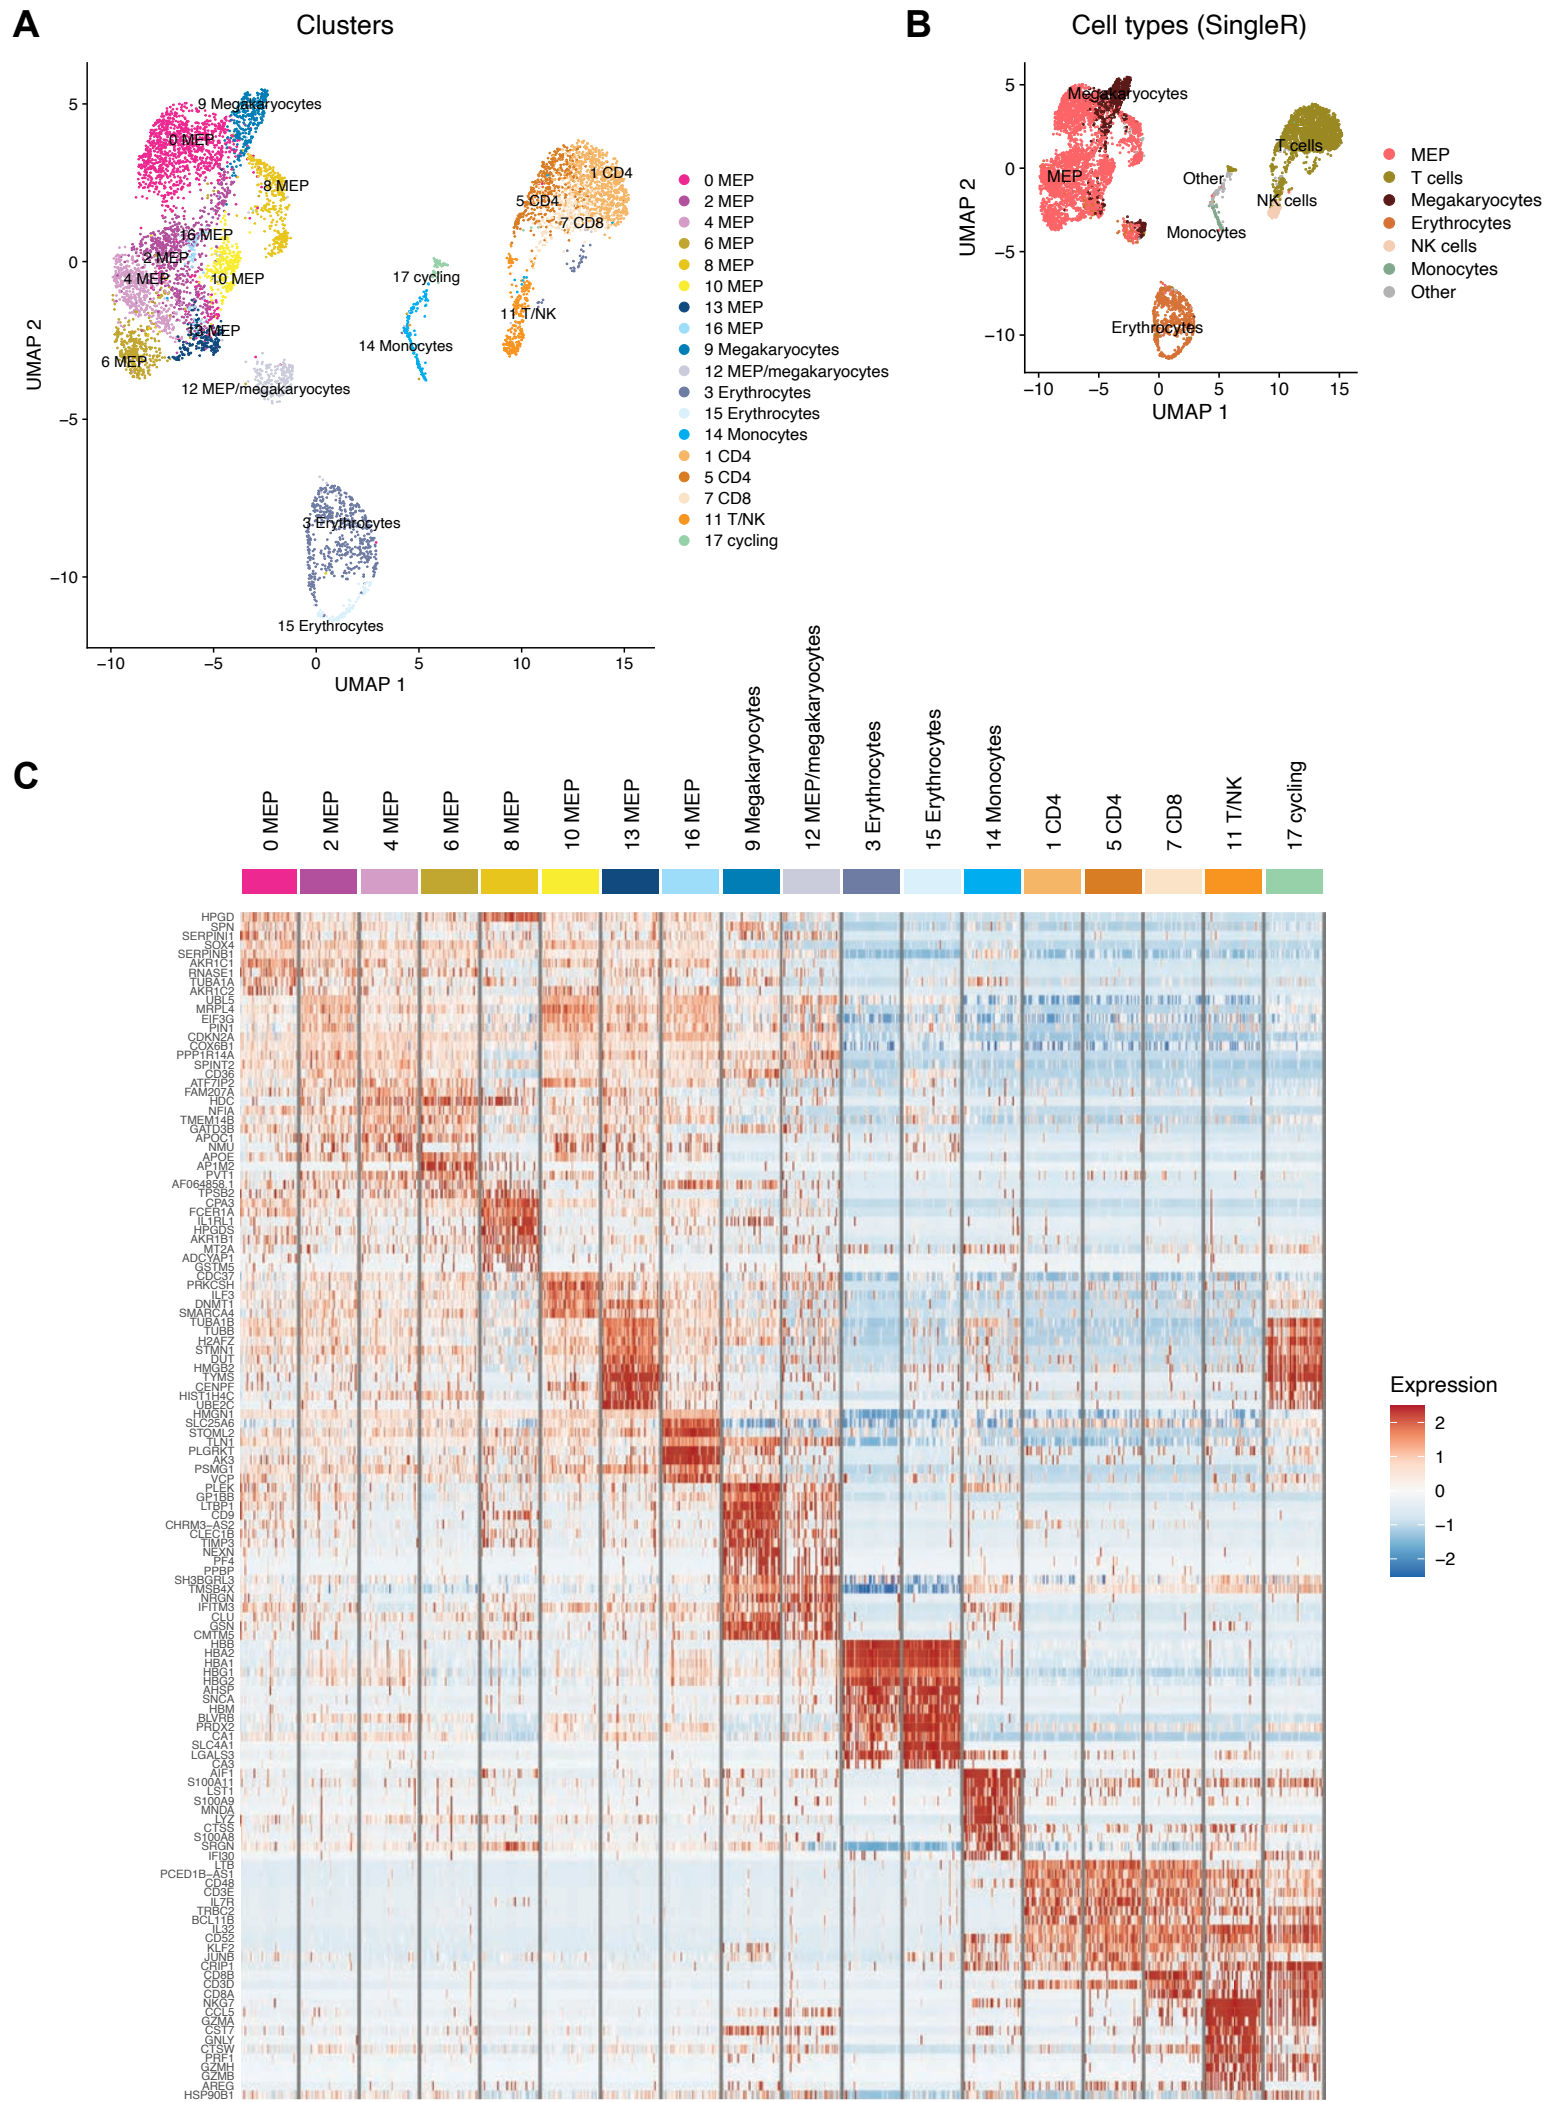 A
Clusters
9 Megakaryocytes
0 MEP
8 MEP
16 MEP
2 MEP
4 MEP
10 MEP
13 MEP
6 MEP
12 MEP/megakaryocytes
17 cycling
14 Monocytes
1 CD4
5 CD4
7 CD8
11 T/NK
3 Erythrocytes
15 Erythrocytes
5
0
−5
−10
UMAP 2
−10
−5
0
5
10
15
UMAP 1
0 MEP
2 MEP
4 MEP
6 MEP
8 MEP
10 MEP
13 MEP
16 MEP
9 Megakaryocytes
12 MEP/megakaryocytes
3 Erythrocytes
15 Erythrocytes
14 Monocytes
1 CD4
5 CD4
7 CD8
11 T/NK
17 cycling
B
Cell types (SingleR)
Megakaryocytes
MEP
T cells
Other
NK cells
Monocytes
Erythrocytes
5
0
−5
−10
UMAP 2
−10
−5
0
5
10
15
UMAP 1
MEP
T cells
Megakaryocytes
Erythrocytes
NK cells
Monocytes
Other
C
0 MEP
2 MEP
4 MEP
6 MEP
8 MEP
10 MEP
13 MEP
16 MEP
9 Megakaryocytes
12 MEP/megakaryocytes
3 Erythrocytes
15 Erythrocytes
14 Monocytes
1 CD4
5 CD4
7 CD8
11 T/NK
17 cycling
HPGD
SPN
SERPINI1
SOX4
SERPINB1
AKR1C1
RNASE1
TUBA1A
AKR1C2
UBL5
MRPL4
EIF3G
PIN1
CDKN2A
COX6B1
PPP1R14A
SPINT2
CD36
ATF7IP2
FAM207A
HDC
NFIA
TMEM14B
GATD3B
APOC1
NMU
APOE
AP1M2
PVT1
AF064858.1
TPSB2
CPA3
FCER1A
IL1RL1
HPGDS
AKR1B1
MT2A
ADCYAP1
GSTM5
CDC37
PRKCSH
ILF3
DNMT1
SMARCA4
TUBA1B
TUBB
H2AFZ
STMN1
DUT
HMGB2
TYMS
CENPF
HIST1H4C
UBE2C
HMGN1
SLC25A6
STOML2
TLN1
PLGRKT
AK3
PSMG1
VCP
PLEK
GP1BB
LTBP1
CD9
CHRM3−AS2
CLEC1B
TIMP3
NEXN
PF4
PPBP
SH3BGRL3
TMSB4X
NRGN
IFITM3
CLU
GSN
CMTM5
HBB
HBA2
HBA1
HBG1
HBG2
AHSP
SNCA
HBM
BLVRB
PRDX2
CA1
SLC4A1
LGALS3
CA3
AIF1
S100A11
LST1
S100A9
MNDA
LYZ
CTSS
S100A8
SRGN
IFI30
LTB
PCED1B−AS1
CD48
CD3E
IL7R
TRBC2
BCL11B
IL32
CD52
KLF2
JUNB
CRIP1
CD8B
CD3D
CD8A
NKG7
CCL5
GZMA
CST7
GNLY
CTSW
PRF1
GZMH
GZMB
AREG
HSP90B1
Expression
2
1
0
−1
−2